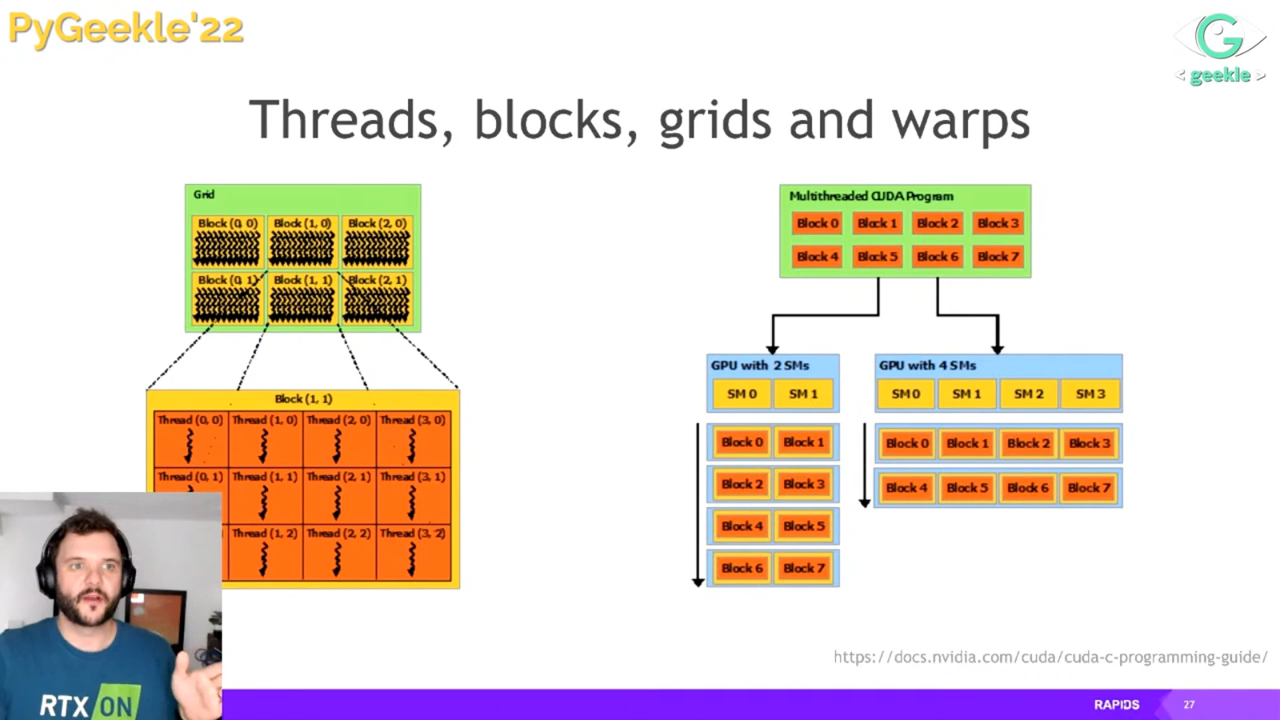 PyGeekle'22
G
< geekle >
Threads, blocks, grids and warps
Grid
Block (0, 0) Block (1, 0) Block (2, 0)
Block (0, 1) Block (1, 1) Block (2, 1)
Block (1, 1)
Thread (0, 0) Thread (1, 0) Thread (2, 0) Thread (3, 0)
Thread (0, 1) Thread (1, 1) Thread (2, 1) Thread (3, 1)
Thread (1, 2) Thread (2, 2) Thread (3, 2)
Multithreaded CUDA Program
Block 0 Block 1 Block 2 Block 3
Block 4 Block 5 Block 6 Block 7
GPU with 2 SMs
SM 0 SM 1
Block 0 Block 1
Block 2 Block 3
Block 4 Block 5
Block 6 Block 7
GPU with 4 SMs
SM 0 SM 1 SM 2 SM 3
Block 0 Block 1 Block 2 Block 3
Block 4 Block 5 Block 6 Block 7
https://docs.nvidia.com/cuda/cuda-c-programming-guide/
RTX ON
RAPIDS 27